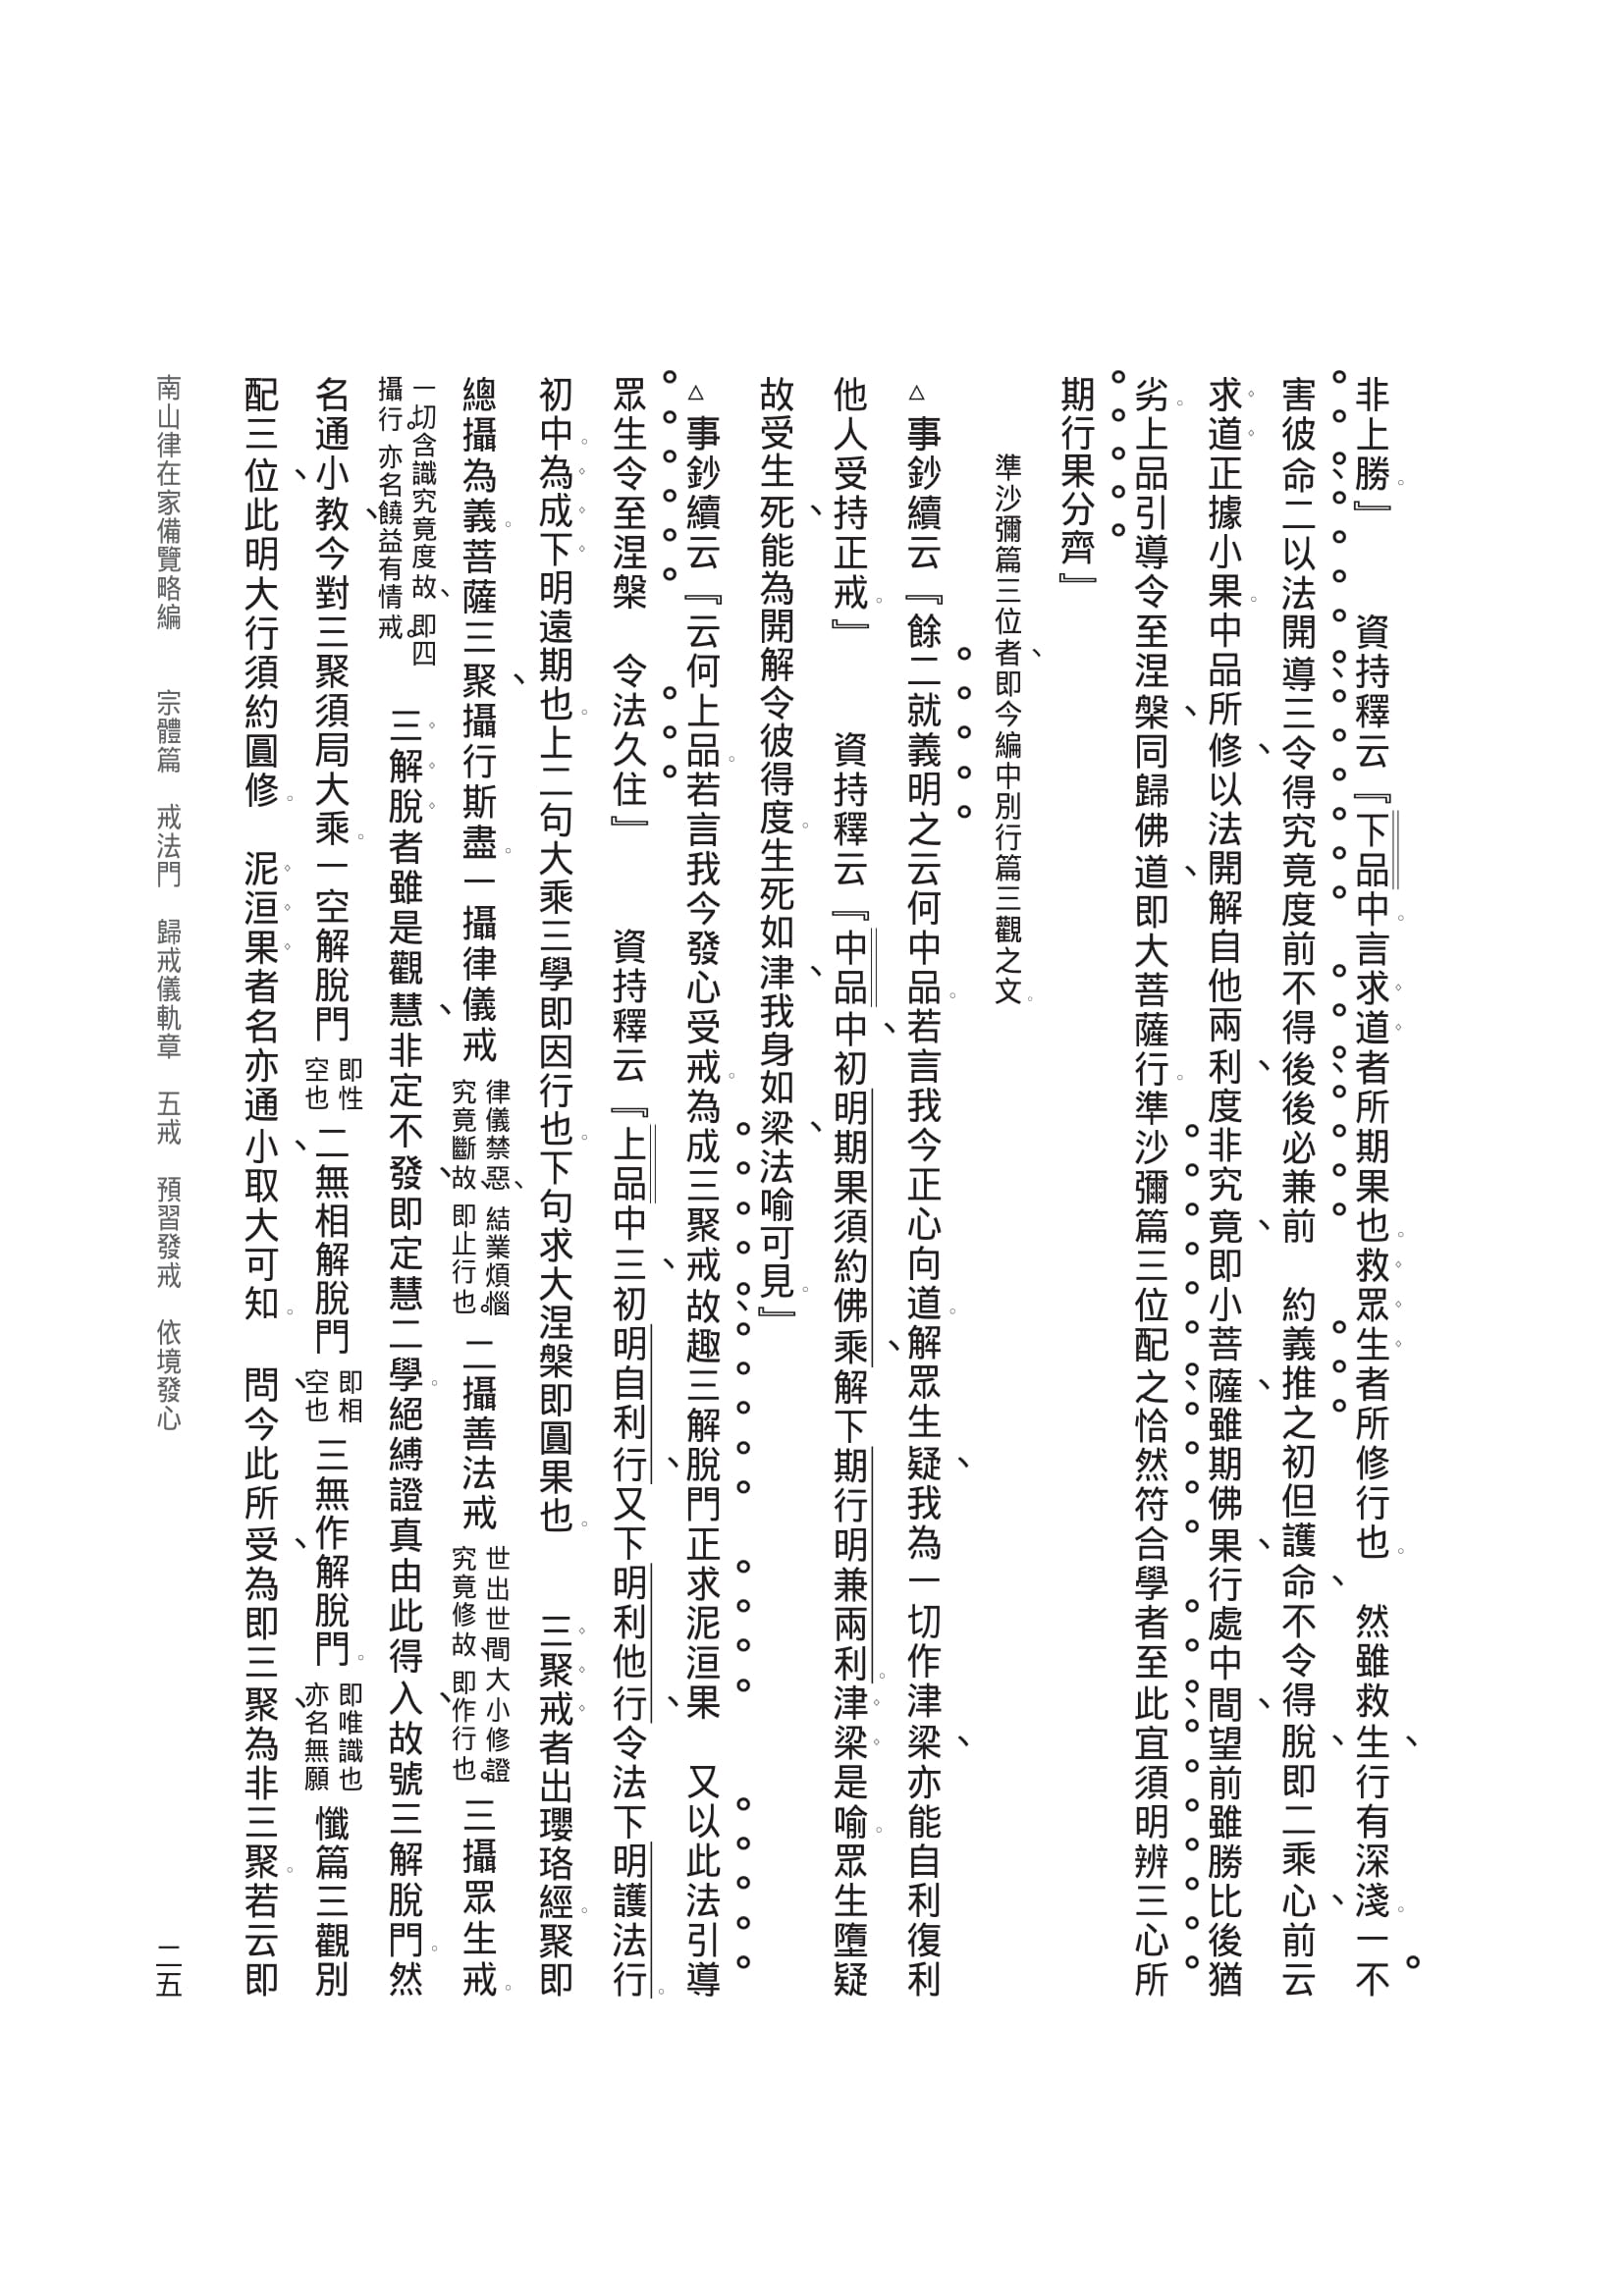 非上勝。』　資持釋云『下品中。言求道者所期果也。救眾生者所修行也。然雖救生、行有深淺。一不
害彼命、二以法開導、三令得究竟度前不得後、後必兼前　約義推之初但護命、不令得脫、即二乘心、前云
求道正據小果。中品所修、以法開解自他兩利、度非究竟、即小菩薩、雖期佛果、行處中間、望前雖勝比後猶
劣。上品引導令至涅槃、同歸佛道、即大菩薩行。準沙彌篇三位配之、恰然符合學者至此、宜須明辨三心所
期行果分齊』
準沙彌篇三位者、即今編中別行篇三觀之文。
△事鈔續云『餘二就義明之云何中品。若言我今正心向道。解眾生疑、我為一切作津梁、亦能自利復利
他人受持正戒。』　資持釋云『中品中、初明期果須約佛乘、解下期行明兼兩利。津梁是喻。眾生墮疑
故受生死、能為開解令彼得度。生死如津、我身如梁、法喻可見。』
△事鈔續云『云何上品。若言我今發心受戒。為成三聚戒故、趣三解脫門正求泥洹果　又以此法引導
眾生令至涅槃　令法久住』　資持釋云『上品中三、初明自利行、又下明利他行、令法下明護法行。
初中。為成下明遠期也。上二句大乘三學即因行也。下句求大涅槃即圓果也。　三聚戒者出瓔珞經。聚即
總攝為義。菩薩三聚、攝行斯盡。一攝律儀戒律儀禁惡、結業煩惱究竟斷故、即止行也。二攝善法戒世出世間大小修證究竟修故、即作行也。三攝眾生戒。
一切含識究竟度故、即四攝行。亦名饒益有情戒。三解脫者雖是觀慧、非定不發、即定慧二學。絕縛證真由此得入、故號三解脫門。然
名通小教、今對三聚須局大乘。一空解脫門即性空也二無相解脫門即相空也三無作解脫門。即唯識也亦名無願懺篇三觀別
配三位、此明大行須約圓修。泥洹果者名亦通小、取大可知。問、今此所受、為即三聚、為非三聚。若云即
南山律在家備覽略編　宗體篇　戒法門　歸戒儀軌章　五戒　預習發戒　依境發心　二五